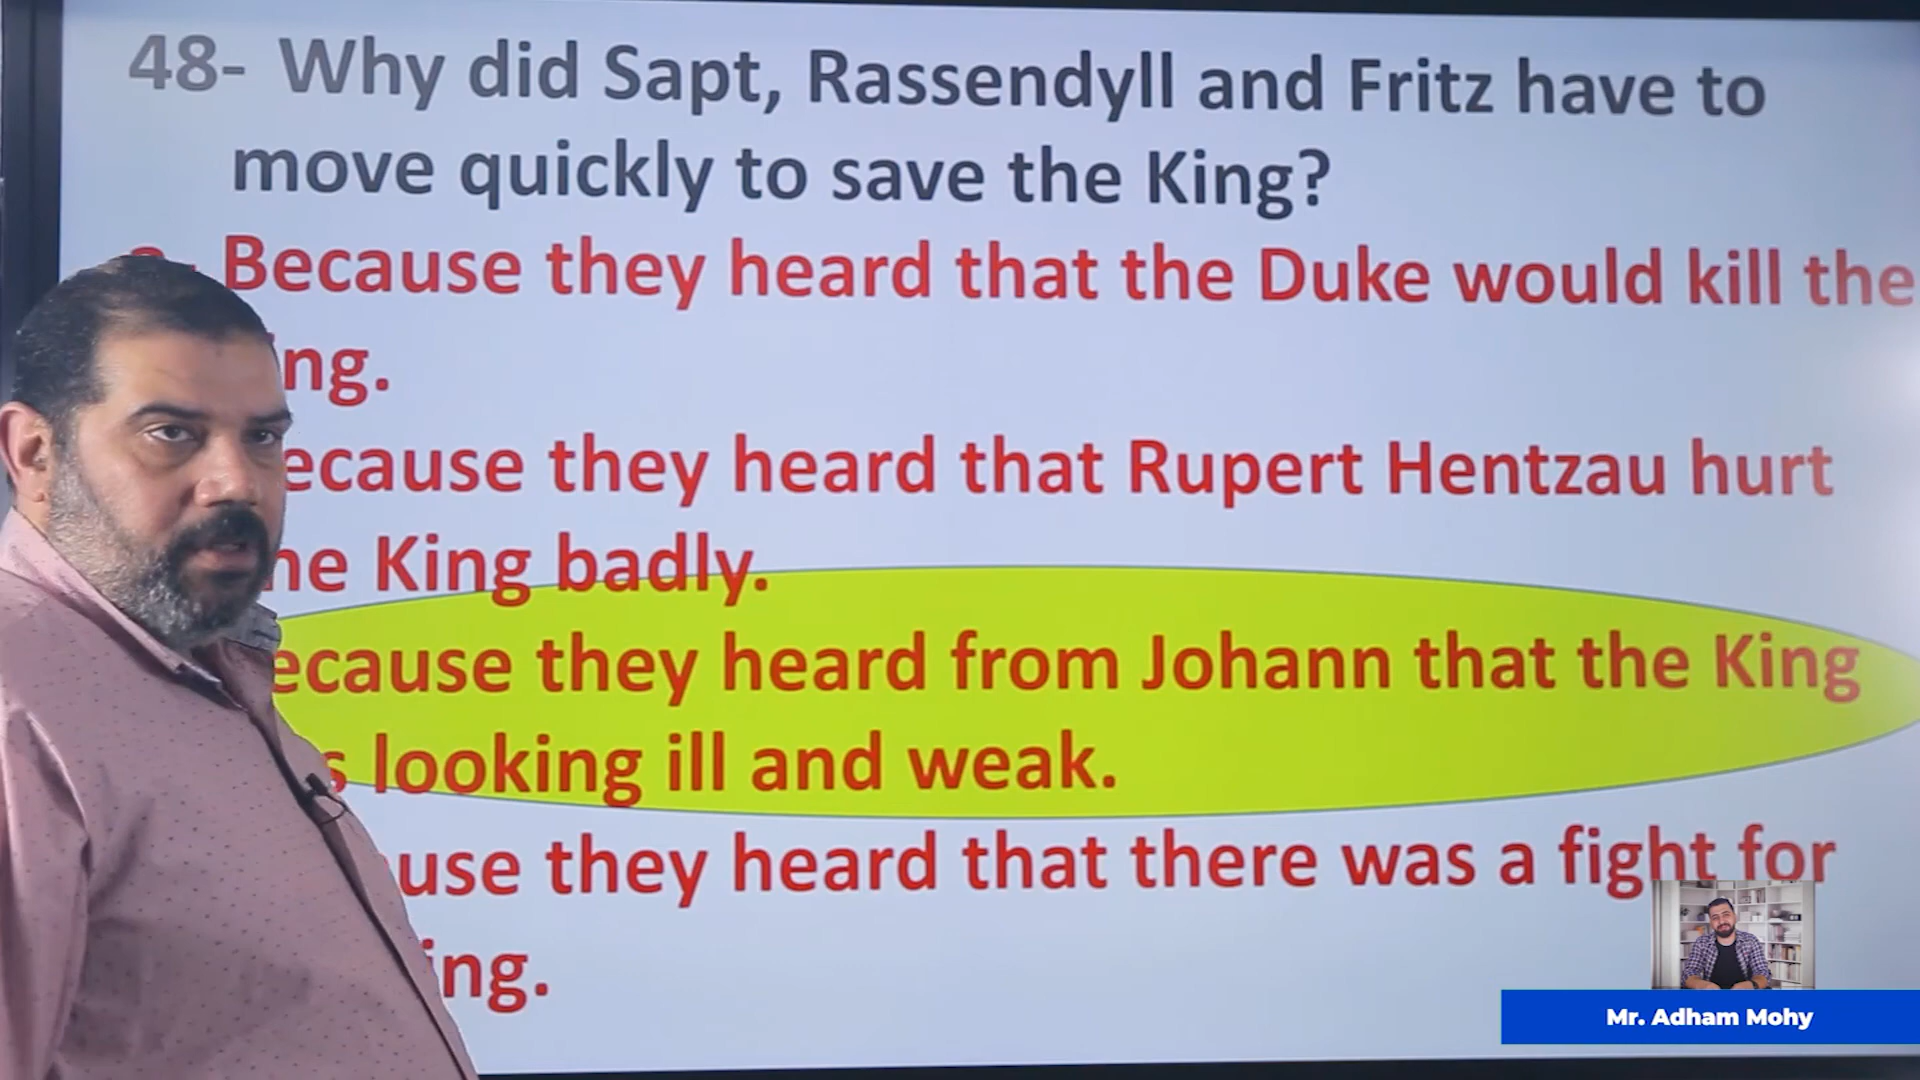 48- Why did Sapt, Rassendyll and Fritz have to
move quickly to save the King?
Because they heard that the Duke would kill the
ng.
ecause they heard that Rupert Hentzau hurt
he King badly.
ecause they heard from Johann that the King
s looking ill and weak.
use they heard that there was a fight for
ing.
Mr. Adham Mohy